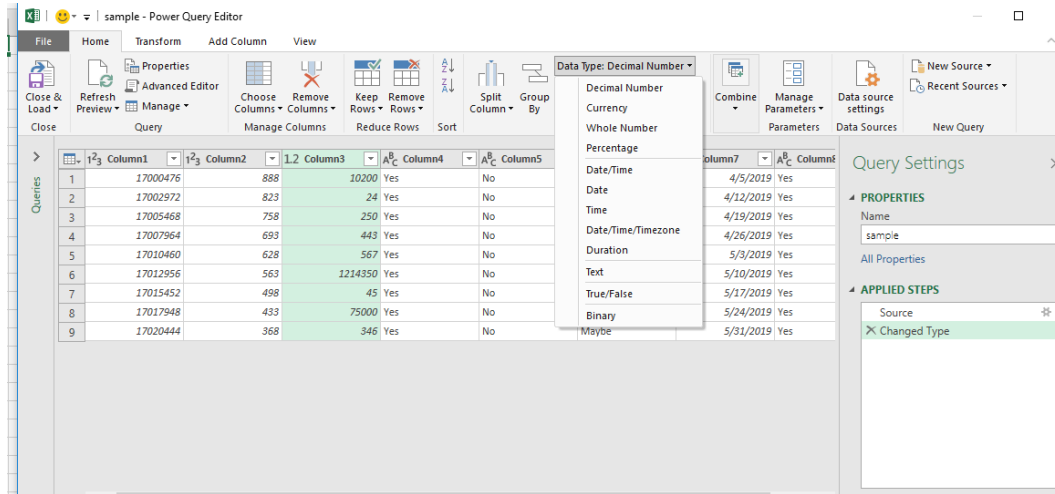 sample - Power Query Editor
File Home Transform Add Column View
Close & Load
Close
Refresh Preview
Properties
Advanced Editor
Manage
Query
Choose Columns
Remove Columns
Manage Columns
Keep Rows
Remove Rows
Reduce Rows
Sort
Split Column
Group By
Data Type: Decimal Number
Decimal Number
Currency
Whole Number
Percentage
Date/Time
Date
Time
Date/Time/Timezone
Duration
Text
True/False
Binary
Combine
Manage Parameters
Parameters
Data source settings
Data Sources
New Source
Recent Sources
New Query
Queries
1²3 Column1 1²3 Column2 1.2 Column3 ABC Column4 ABC Column5 olumn7 ABC Column8
1 17000476 888 10200 Yes No 4/5/2019 Yes
2 17002972 823 24 Yes No 4/12/2019 Yes
3 17005468 758 250 Yes No 4/19/2019 Yes
4 17007964 693 443 Yes No 4/26/2019 Yes
5 17010460 628 567 Yes No 5/3/2019 Yes
6 17012956 563 1214350 Yes No 5/10/2019 Yes
7 17015452 498 45 Yes No 5/17/2019 Yes
8 17017948 433 75000 Yes No 5/24/2019 Yes
9 17020444 368 346 Yes No Maybe 5/31/2019 Yes
Query Settings
PROPERTIES
Name
sample
All Properties
APPLIED STEPS
Source
Changed Type